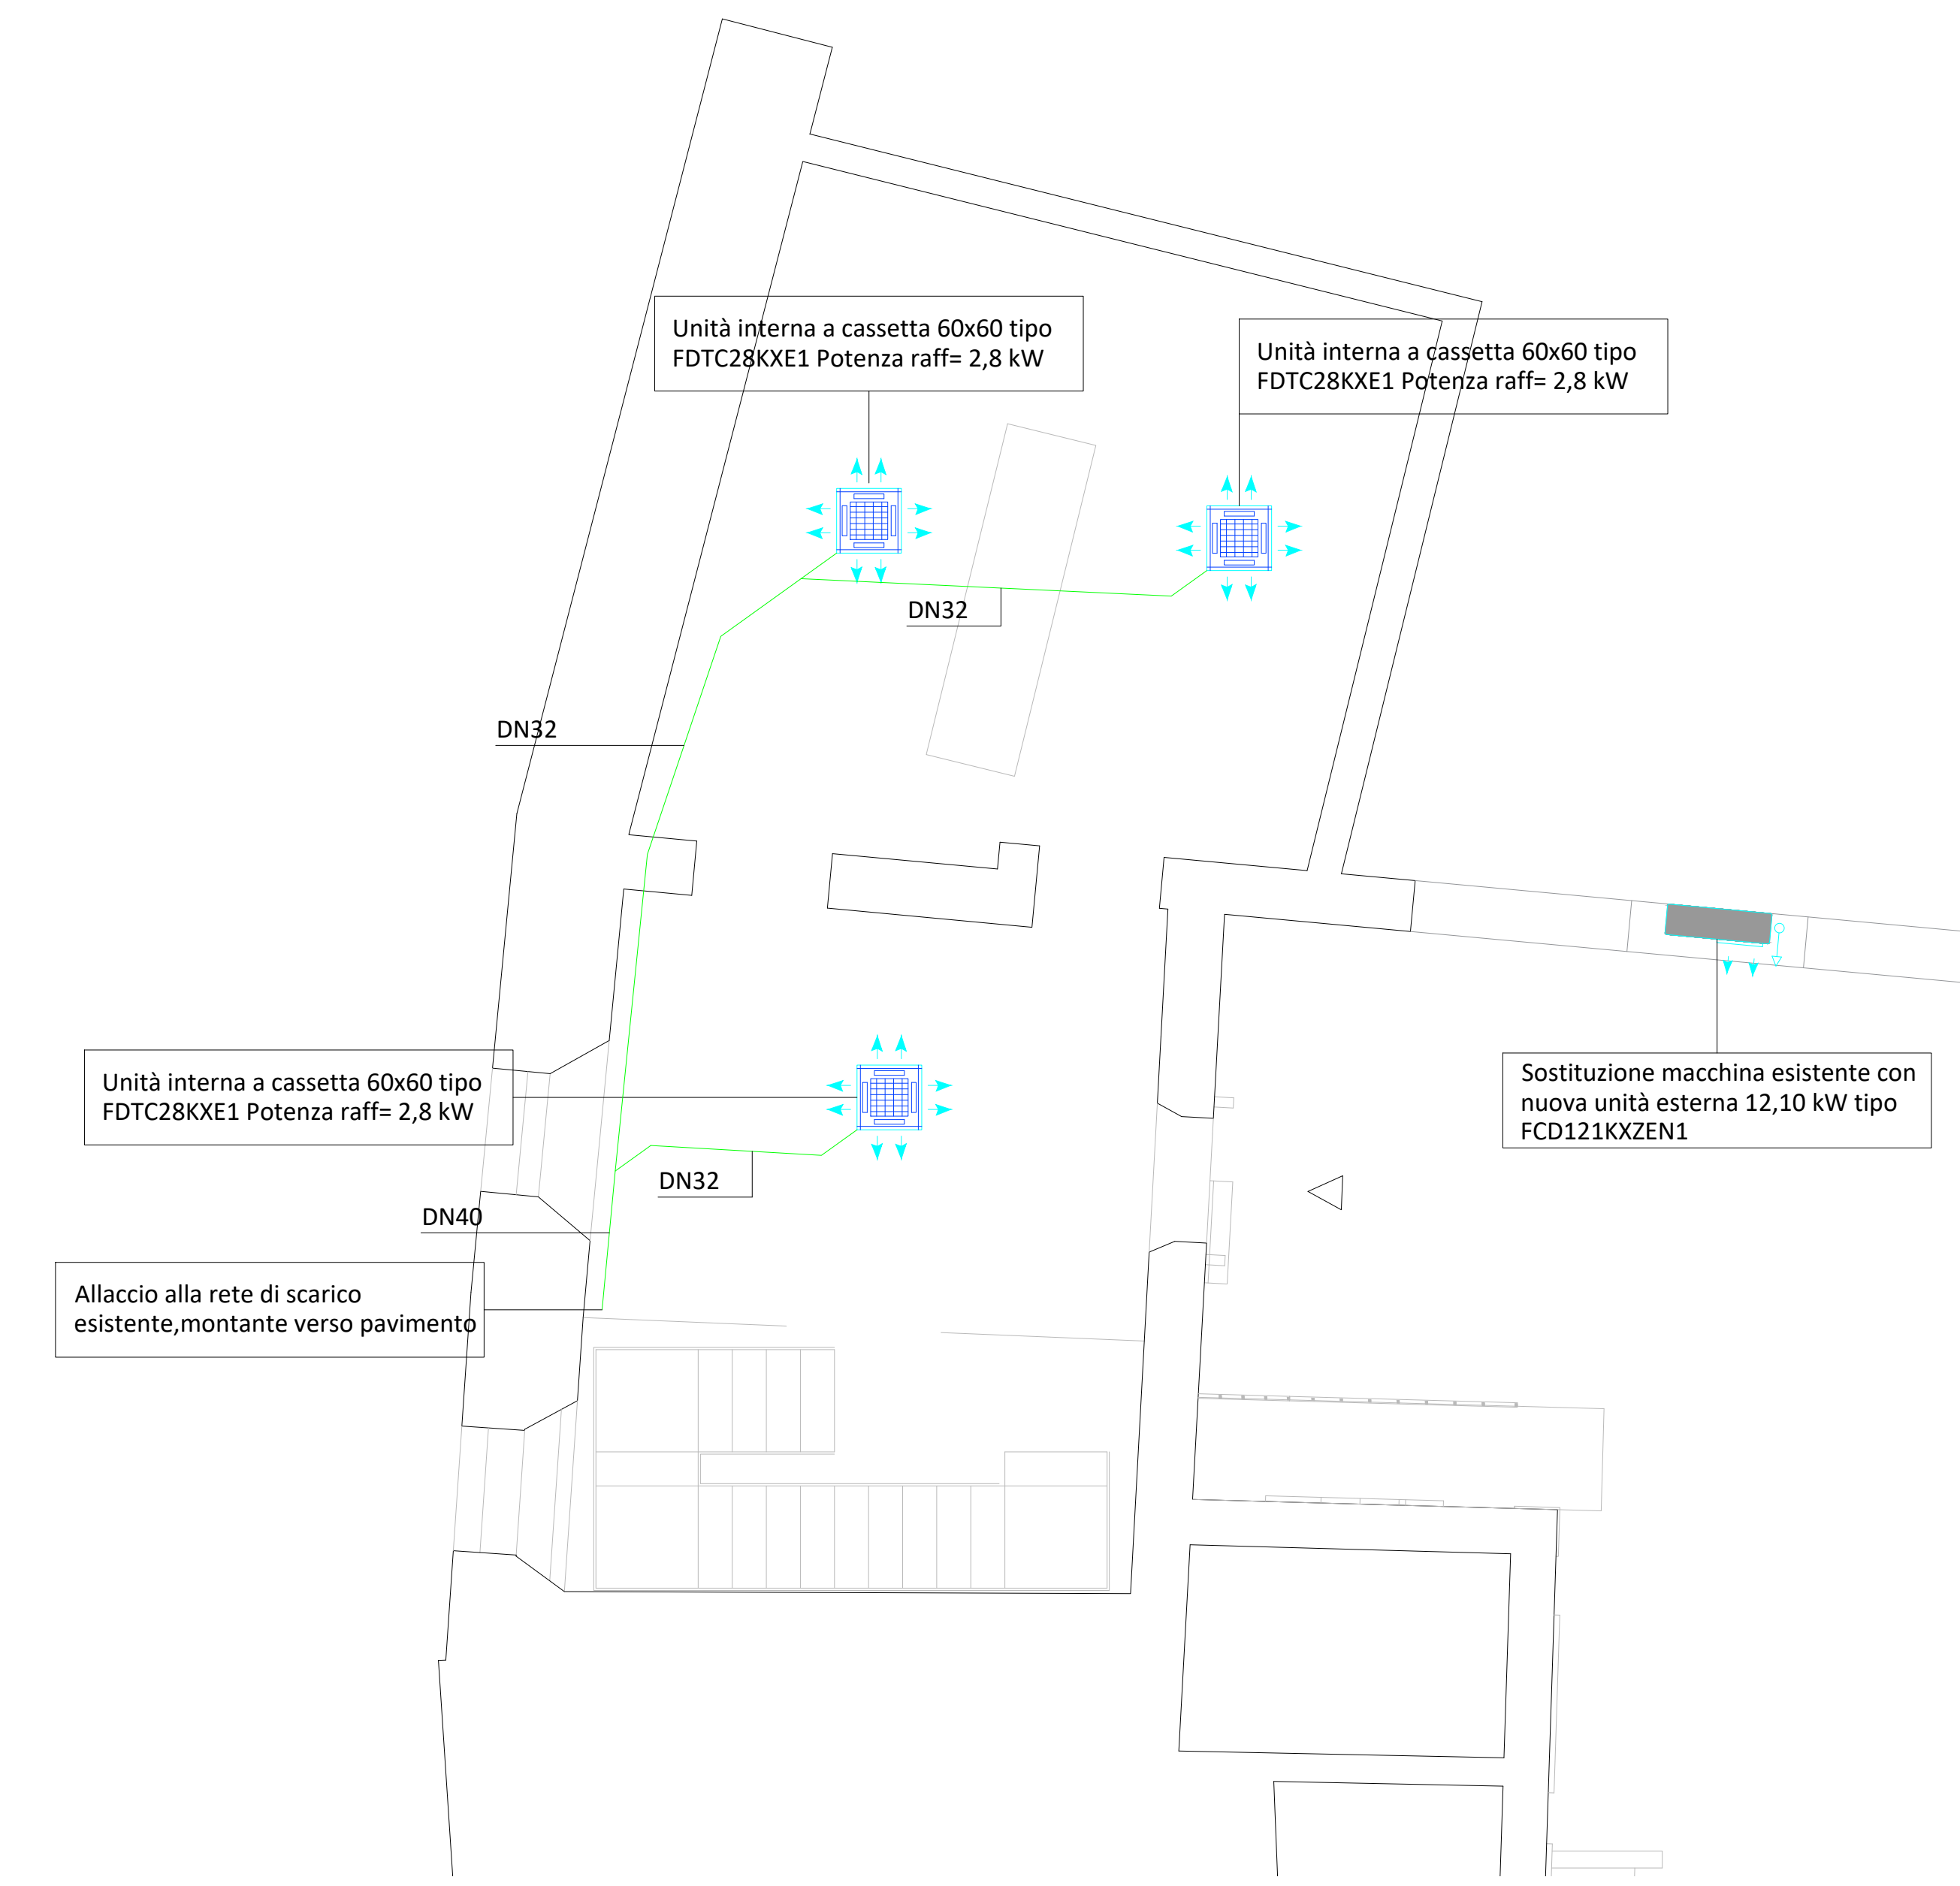 Unità interna a cassetta 60x60 tipo
FDTC28KXE1 Potenza raff= 2,8 kW
Unità interna a cassetta 60x60 tipo
FDTC28KXE1 Potenza raff= 2,8 kW
DN32
DN32
Unità interna a cassetta 60x60 tipo
FDTC28KXE1 Potenza raff= 2,8 kW
Sostituzione macchina esistente con
nuova unità esterna 12,10 kW tipo
FCD121KXZEN1
DN32
DN40
Allaccio alla rete di scarico
esistente,montante verso pavimento